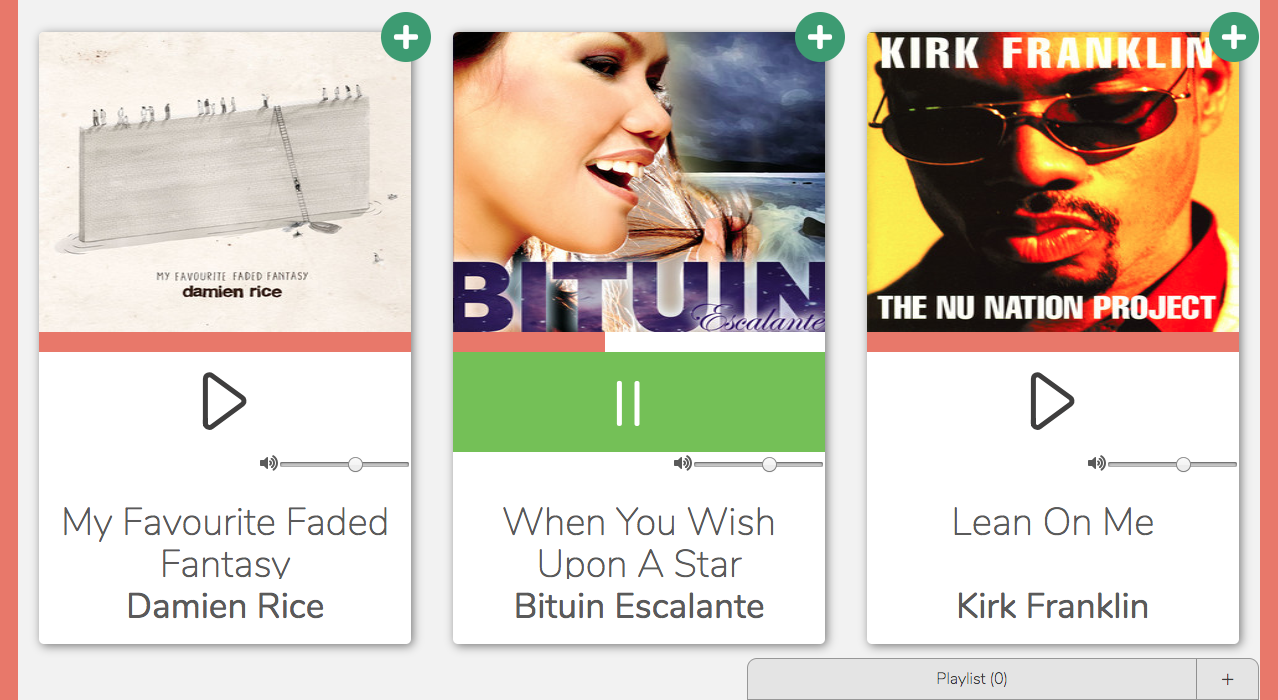 MY FAVOURITE FADED FANTASY
damien rice
My Favourite Faded
Fantasy
Damien Rice
BITUIN
Escalante
When You Wish
Upon A Star
Bituin Escalante
KIRK FRANKLIN
THE NU NATION PROJECT
Lean On Me
Kirk Franklin
Playlist (0)
+